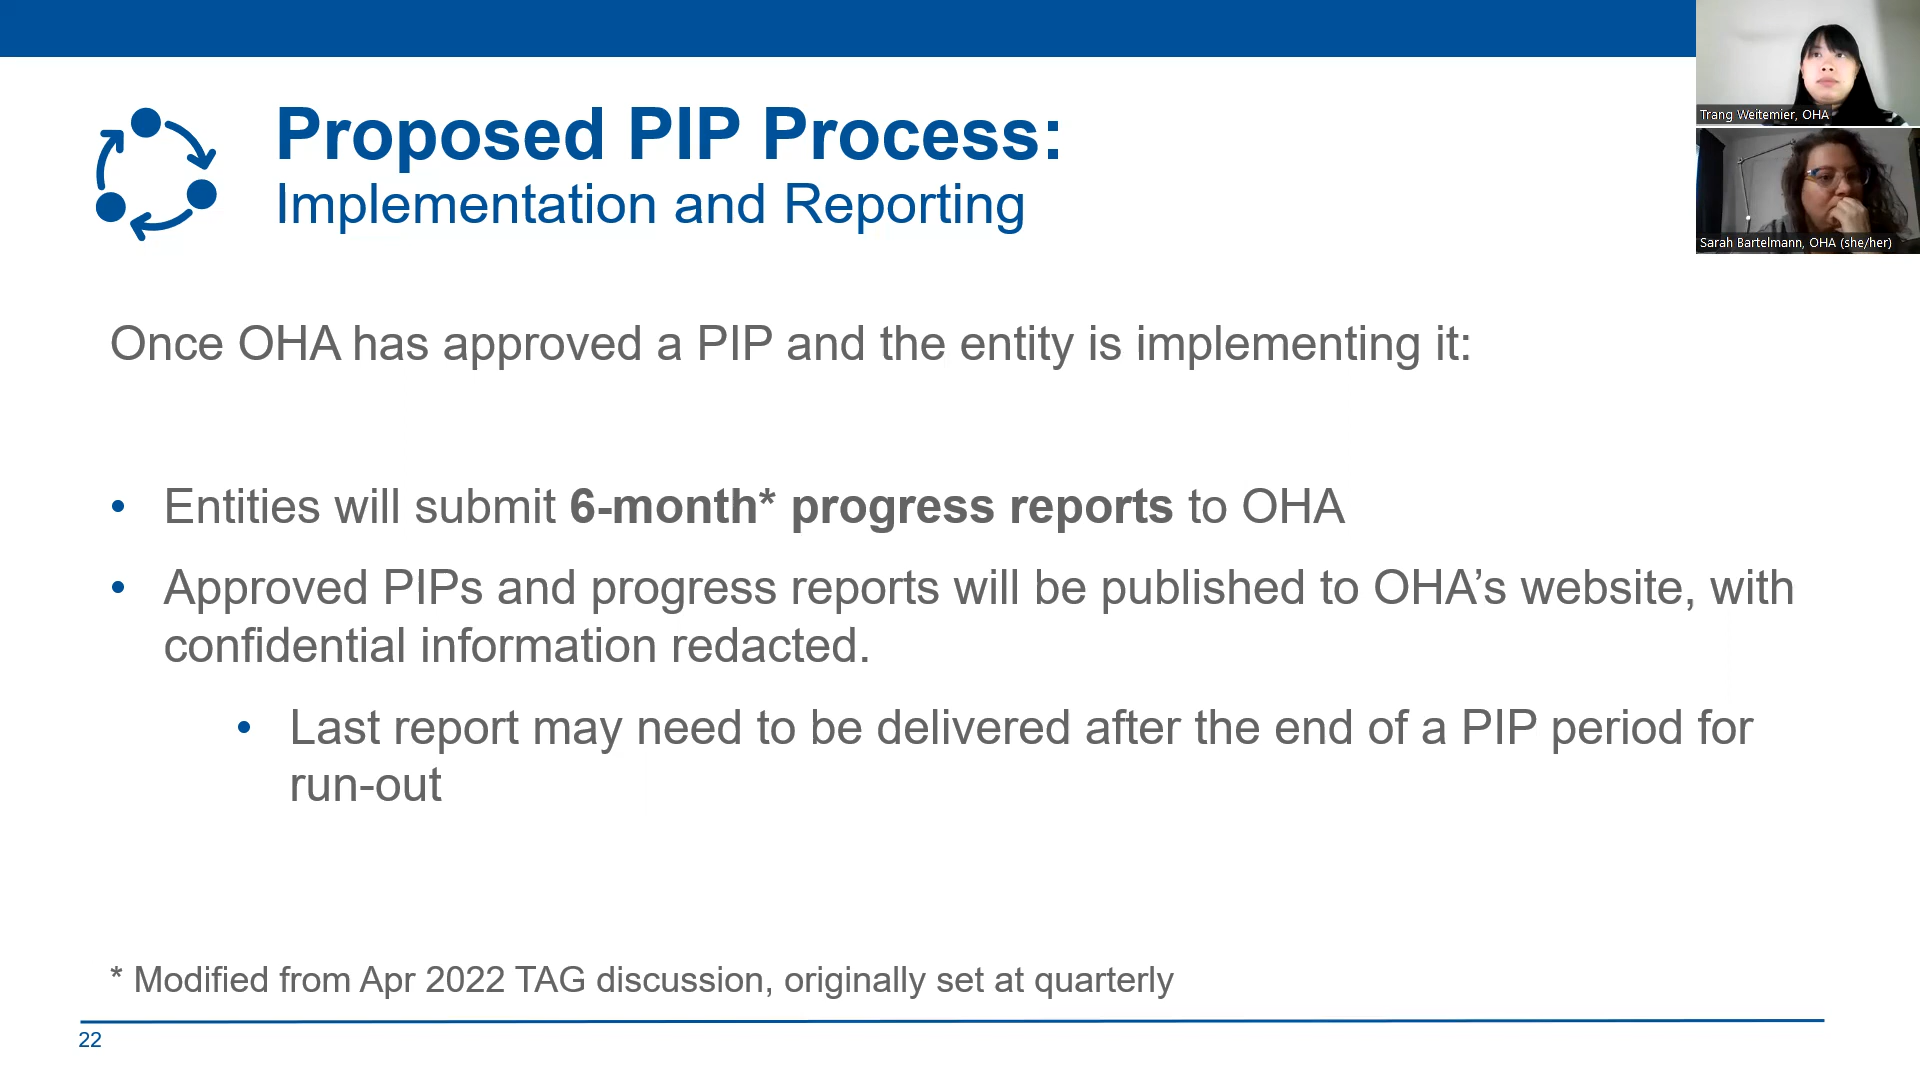 Proposed PIP Process:
Implementation and Reporting
Trang Weitemier, OHA
Sarah Bartelmann, OHA (she/her)
Once OHA has approved a PIP and the entity is implementing it:
• Entities will submit 6-month* progress reports to OHA
• Approved PIPs and progress reports will be published to OHA’s website, with
confidential information redacted.
• Last report may need to be delivered after the end of a PIP period for
run-out
* Modified from Apr 2022 TAG discussion, originally set at quarterly
22